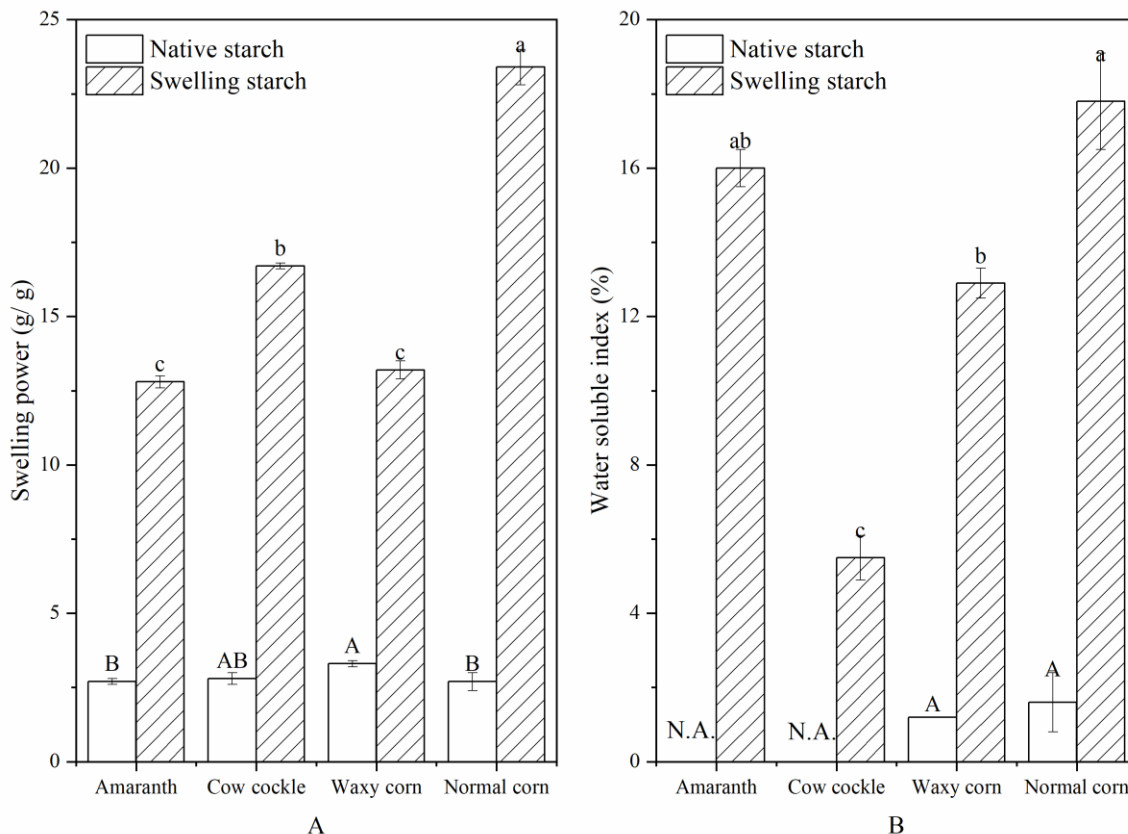 25
20
15
10
5
0
Swelling power (g/ g)
Native starch
Swelling starch
B
c
AB
b
A
c
B
a
Amaranth
Cow cockle
Waxy corn
Normal corn
A
20
16
12
8
4
0
Water soluble index (%)
Native starch
Swelling starch
N.A.
ab
N.A.
c
A
b
A
a
Amaranth
Cow cockle
Waxy corn
Normal corn
B